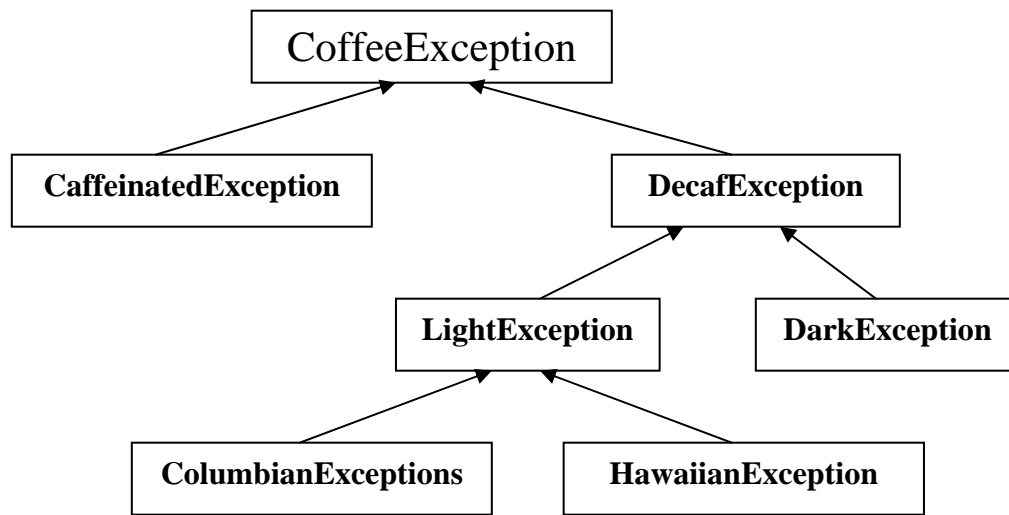 CoffeeException
CaffeinatedException
DecafException
LightException
DarkException
ColumbianExceptions
HawaiianException